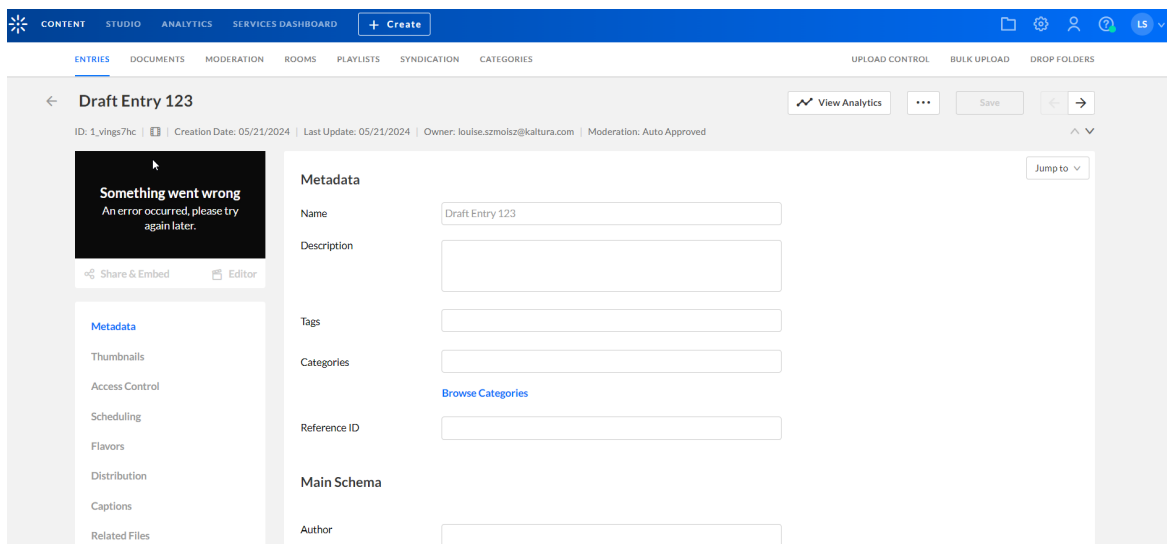 CONTENT STUDIO ANALYTICS SERVICES DASHBOARD + Create LS
ENTRIES DOCUMENTS MODERATION ROOMS PLAYLISTS SYNDICATION CATEGORIES UPLOAD CONTROL BULK UPLOAD DROP FOLDERS
Draft Entry 123 View Analytics ••• Save
ID: 1_vings7hc | Creation Date: 05/21/2024 | Last Update: 05/21/2024 | Owner: louise.szmoisz@kaltura.com | Moderation: Auto Approved
Jump to
Something went wrong
An error occurred, please try
again later.
Share & Embed Editor
Metadata
Thumbnails
Access Control
Scheduling
Flavors
Distribution
Captions
Related Files
Metadata
Name Draft Entry 123
Description
Tags
Categories
Browse Categories
Reference ID
Main Schema
Author